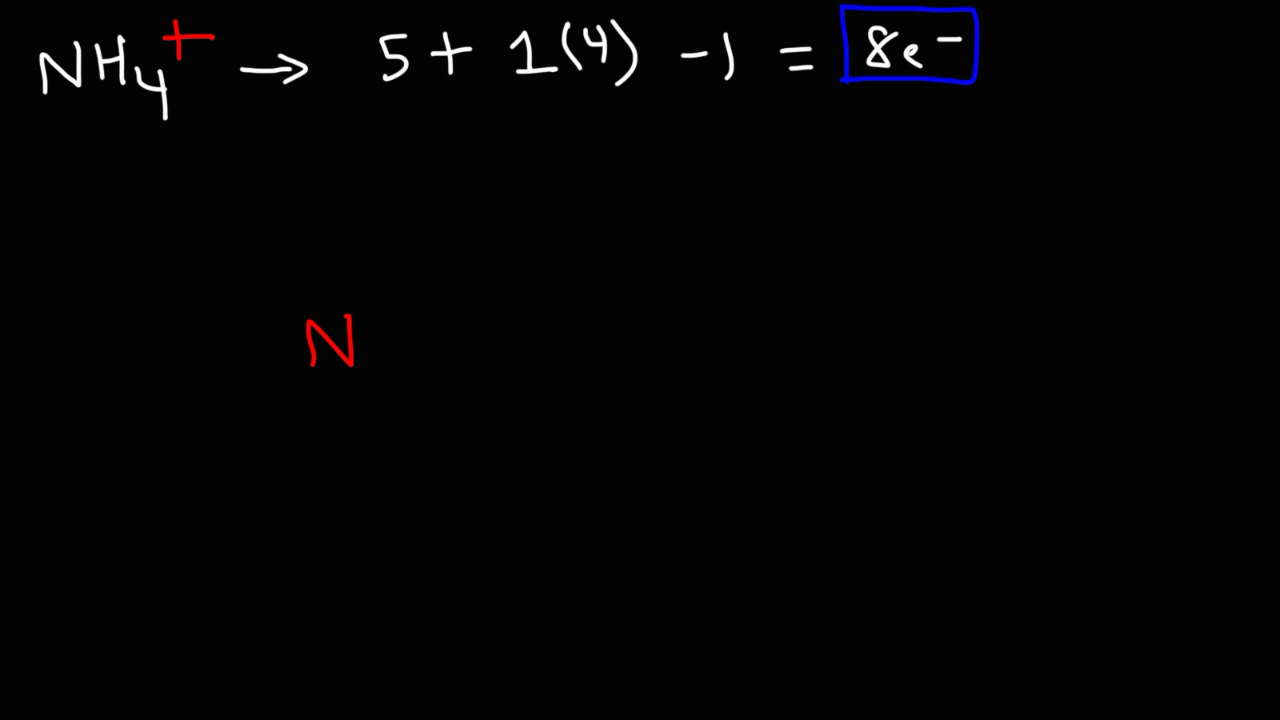 NH₄⁺ → 5 + 1(4) - 1 = 8e⁻
N